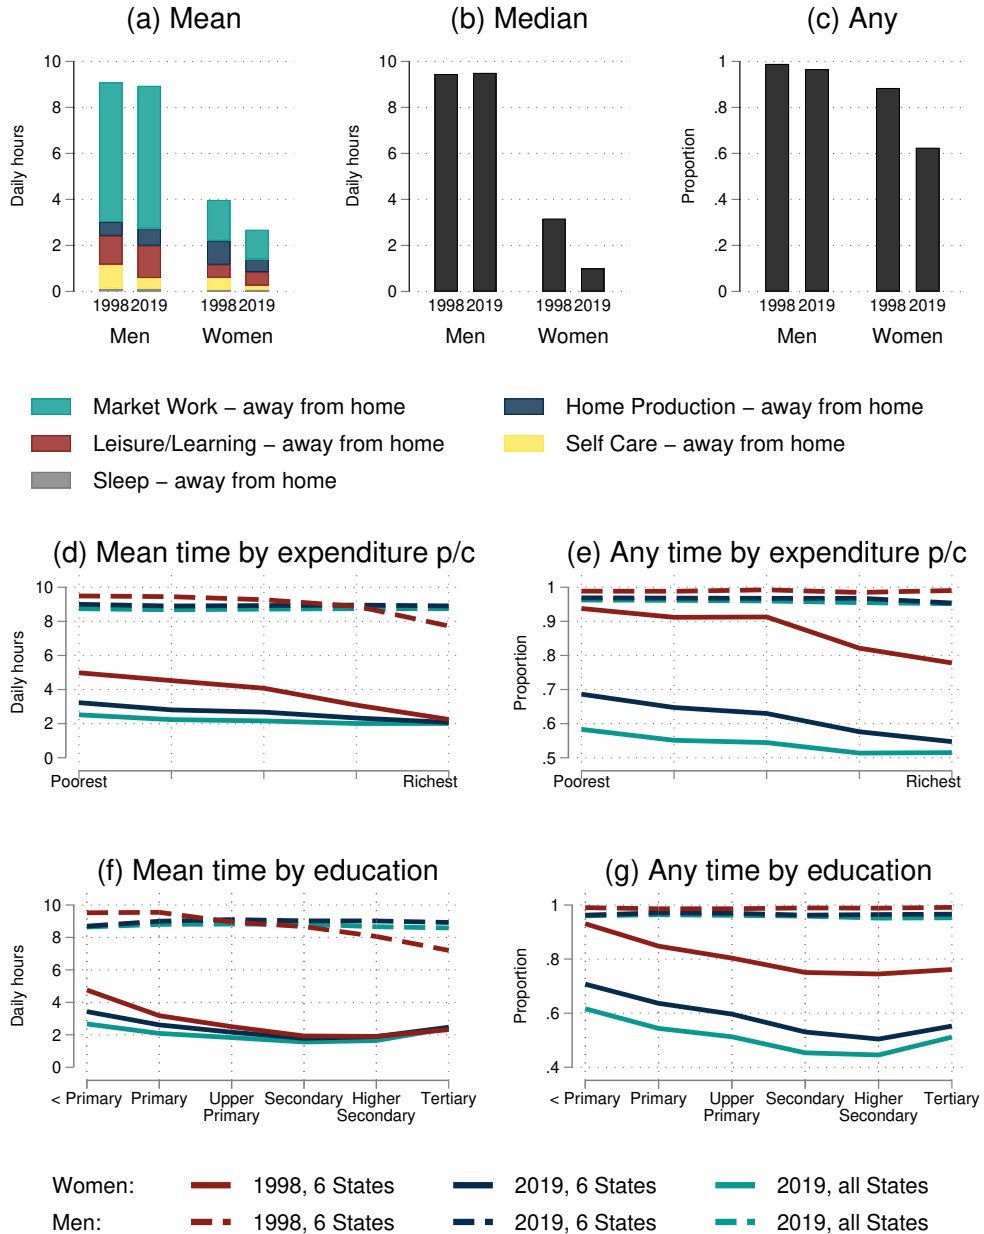 (a) Mean
(b) Median
(c) Any
10
8
6
4
2
0
Daily hours
1998 2019
1998 2019
Men
Women
10
8
6
4
2
0
Daily hours
1998 2019
1998 2019
Men
Women
1
.8
.6
.4
.2
0
Proportion
1998 2019
1998 2019
Men
Women
Market Work – away from home
Home Production – away from home
Leisure/Learning – away from home
Self Care – away from home
Sleep – away from home
(d) Mean time by expenditure p/c
10
8
6
4
2
0
Daily hours
Poorest
Richest
(e) Any time by expenditure p/c
1
.9
.8
.7
.6
.5
Proportion
Poorest
Richest
(f) Mean time by education
10
8
6
4
2
0
Daily hours
< Primary
Primary
Upper
Primary
Secondary
Higher
Secondary
Tertiary
(g) Any time by education
1
.8
.6
.4
Proportion
< Primary
Primary
Upper
Primary
Secondary
Higher
Secondary
Tertiary
Women:
1998, 6 States
2019, 6 States
2019, all States
Men:
1998, 6 States
2019, 6 States
2019, all States